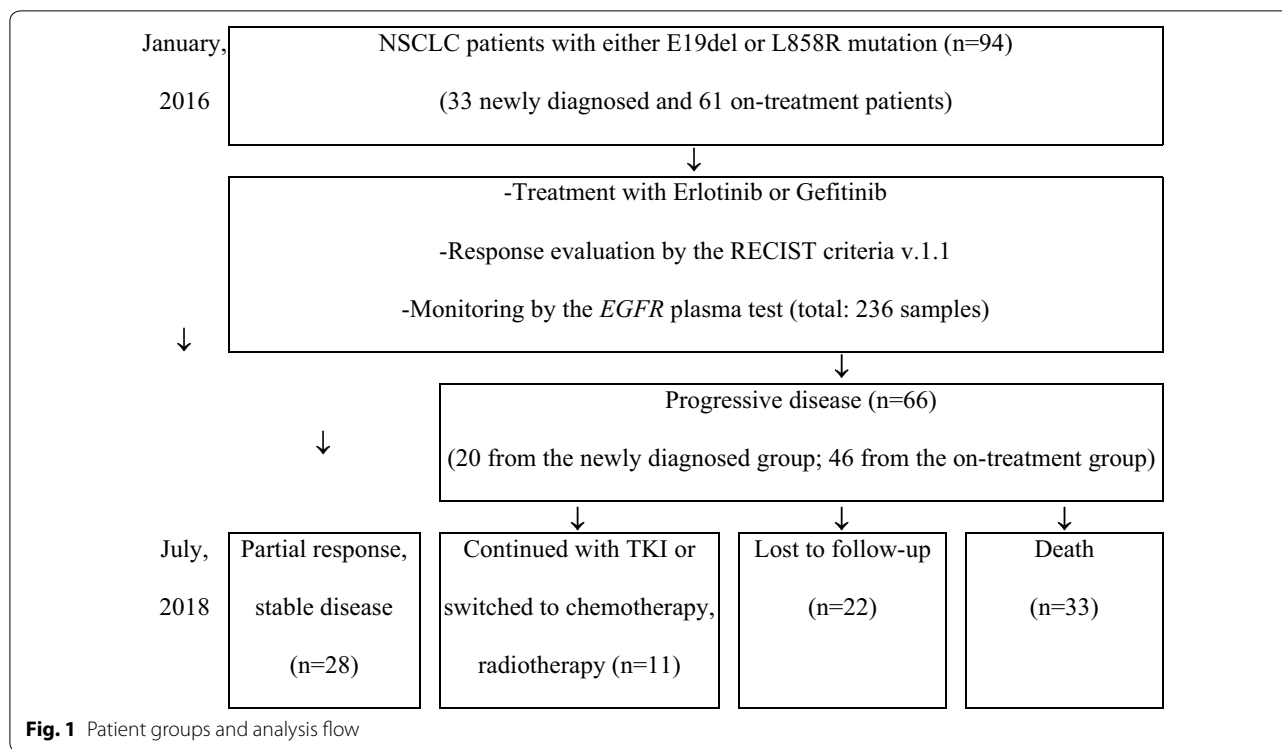 January,
2016
NSCLC patients with either E19del or L858R mutation (n=94)
(33 newly diagnosed and 61 on-treatment patients)
↓
-Treatment with Erlotinib or Gefitinib
-Response evaluation by the RECIST criteria v.1.1
-Monitoring by the EGFR plasma test (total: 236 samples)
↓
↓
Progressive disease (n=66)
(20 from the newly diagnosed group; 46 from the on-treatment group)
↓
↓ ↓ ↓
July,
2018
Partial response,
stable disease
(n=28)
Continued with TKI or
switched to chemotherapy,
radiotherapy (n=11)
Lost to follow-up
(n=22)
Death
(n=33)
Fig. 1 Patient groups and analysis flow